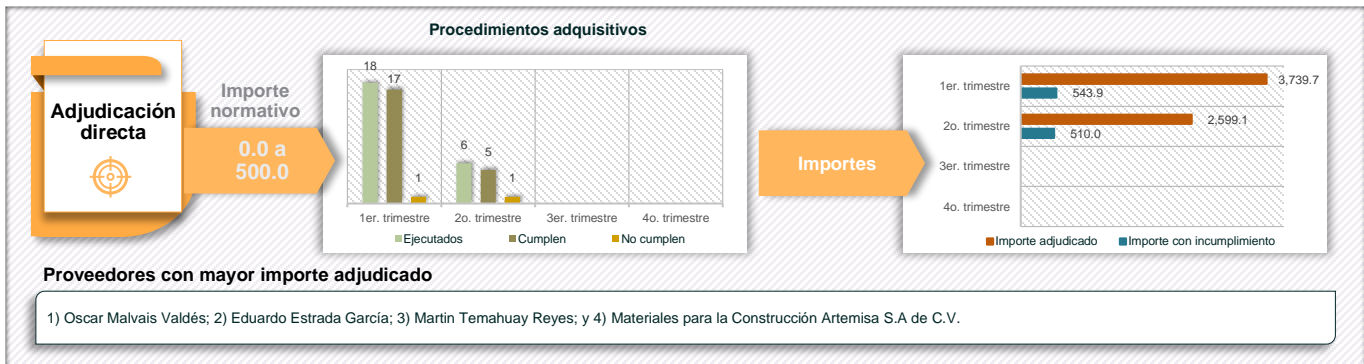 Procedimientos adquisitivos
Adjudicación
directa
Importe
normativo
0.0 a
500.0
18
17
1
6
5
1
1er. trimestre
2o. trimestre
3er. trimestre
4o. trimestre
Ejecutados
Cumplen
No cumplen
Importes
1er. trimestre
3,739.7
543.9
2o. trimestre
2,599.1
510.0
3er. trimestre
4o. trimestre
Importe adjudicado
Importe con incumplimiento
Proveedores con mayor importe adjudicado
1) Oscar Malvais Valdés; 2) Eduardo Estrada García; 3) Martin Temahuay Reyes; y 4) Materiales para la Construcción Artemisa S.A de C.V.